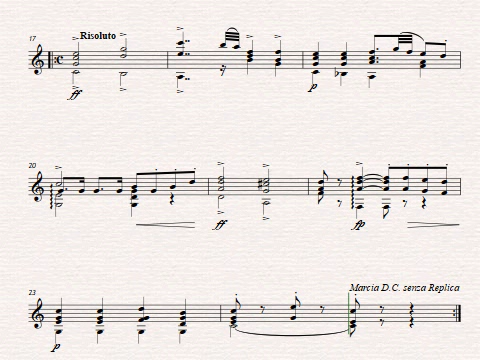 17
Risoluto
ff
p
20
ff
fp
Marcia D.C. senza Replica
23
p